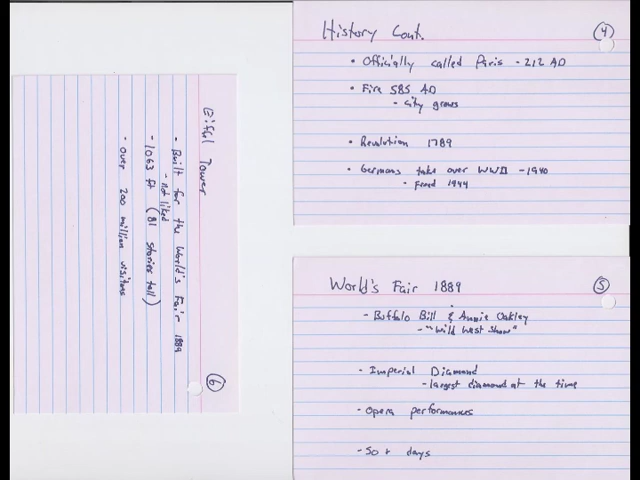 History Cont.
4
• Officially called Paris - 212 AD
• Fire 585 AD
- City grows
• Revolution 1789
• Germans take over WWII - 1940
- Freed 1944
World's Fair 1889
5
- Buffalo Bill & Annie Oakley
- "Wild West Show"
- Imperial Diamond
- largest diamond at the time
- Opera performances
- 50+ days
Eifful Tower
6
- Built for the World's Fair 1889
- not liked
- 1063 ft (81 stories tall)
- over 200 million visitors